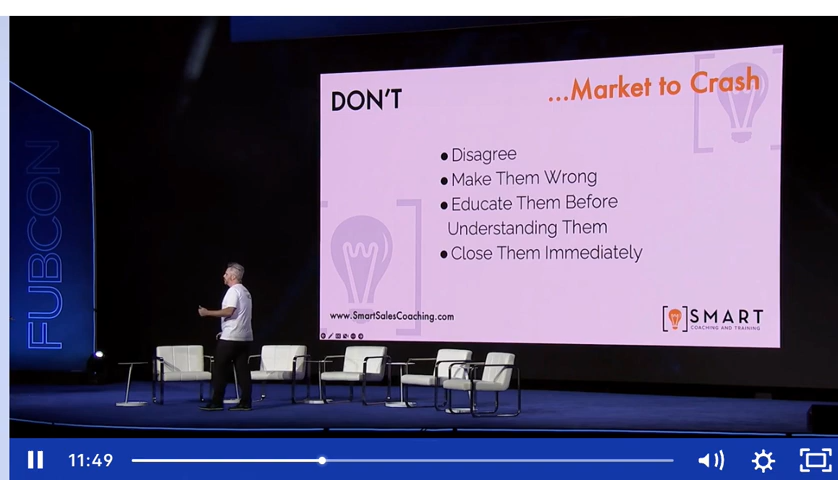 FUBCON
DON'T
...Market to Crash
● Disagree
● Make Them Wrong
● Educate Them Before
Understanding Them
● Close Them Immediately
www.SmartSalesCoaching.com
[ ]SMART
COACHING AND TRAINING
11:49